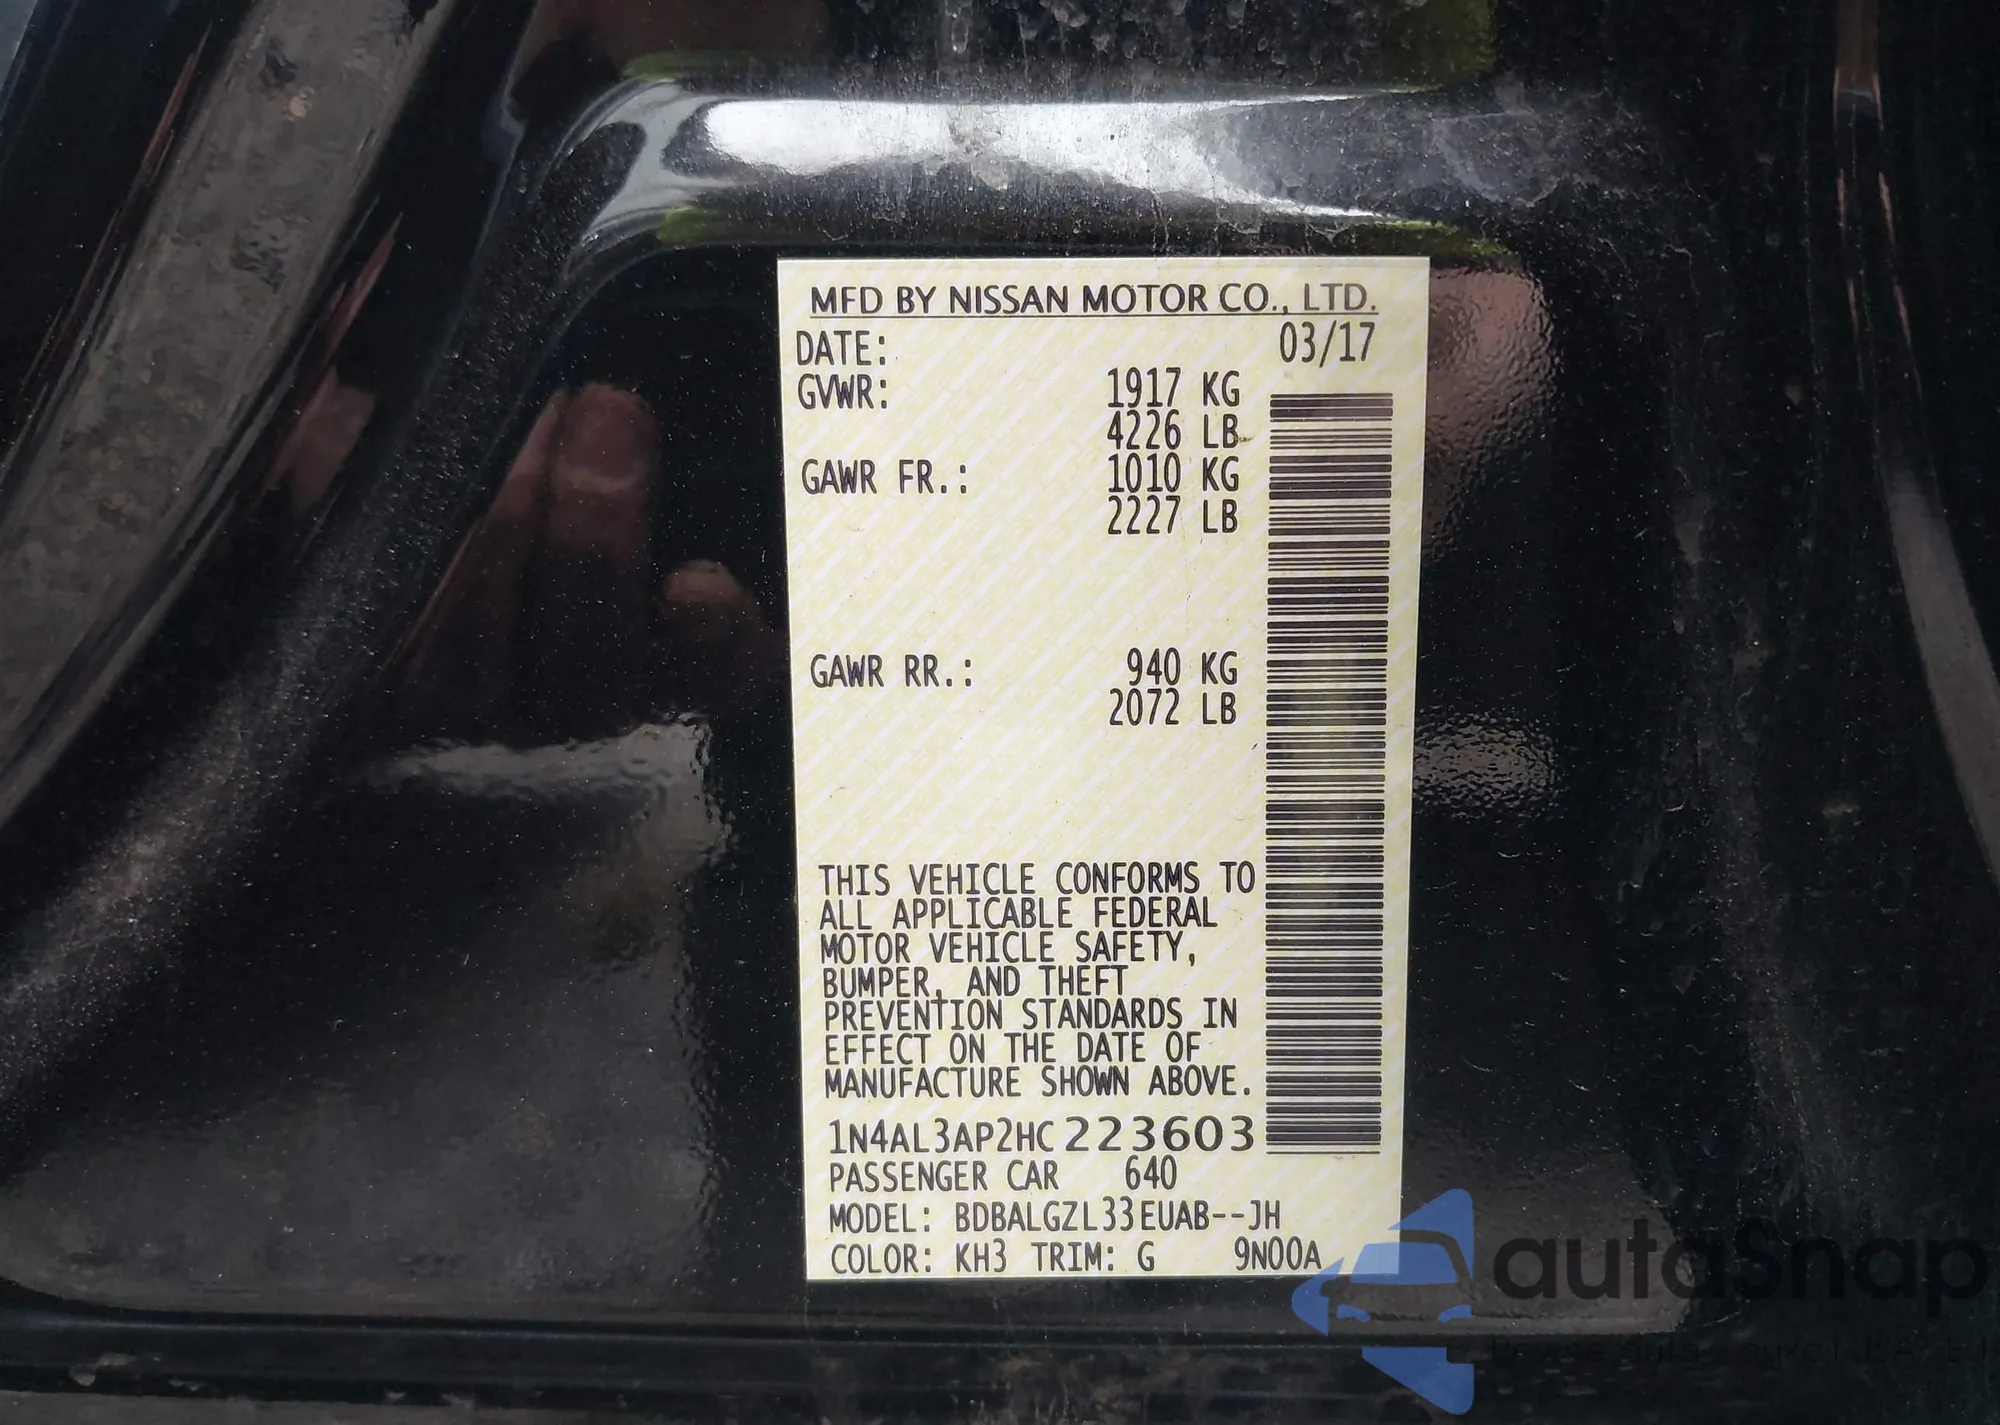 MFD BY NISSAN MOTOR CO., LTD.
DATE: 03/17
GVWR: 1917 KG
4226 LB
GAWR FR.: 1010 KG
2227 LB
GAWR RR.: 940 KG
2072 LB
THIS VEHICLE CONFORMS TO
ALL APPLICABLE FEDERAL
MOTOR VEHICLE SAFETY,
BUMPER, AND THEFT
PREVENTION STANDARDS IN
EFFECT ON THE DATE OF
MANUFACTURE SHOWN ABOVE.
1N4AL3AP2HC223603
PASSENGER CAR 640
MODEL: BDBALGZL33EUAB--JH
COLOR: KH3 TRIM: G 9N00A
autaSnap